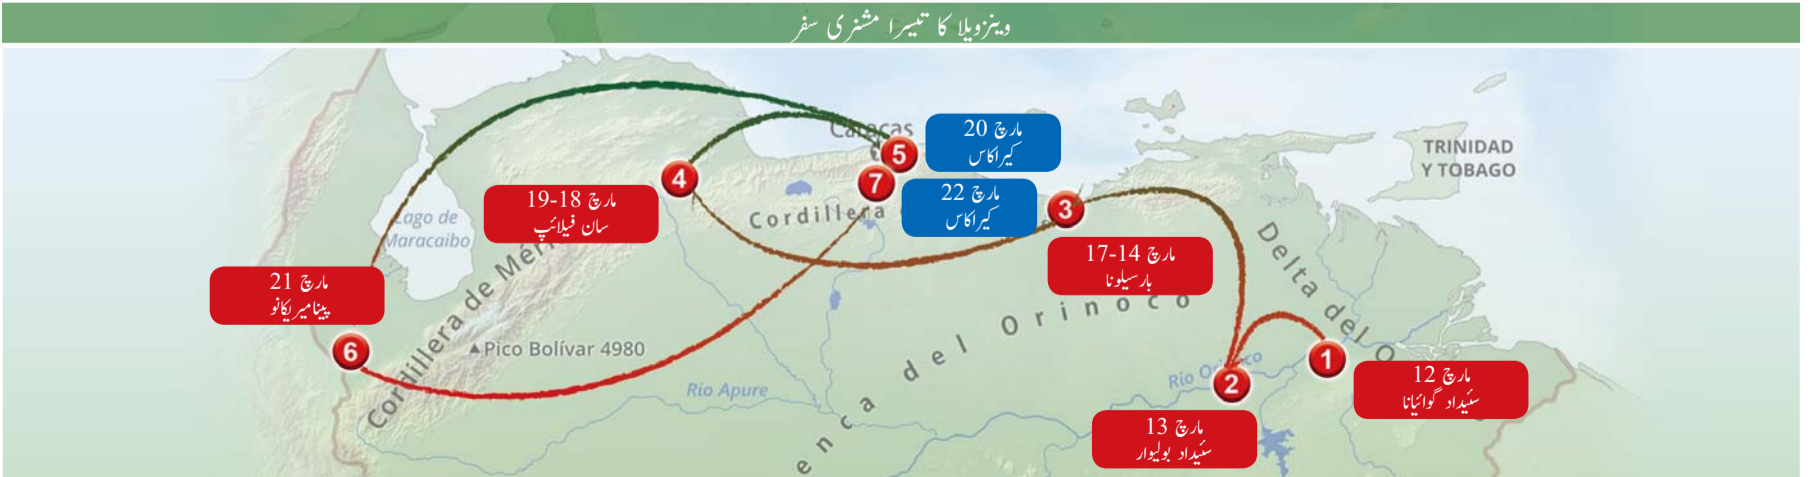 وینزویلا کا تیسرا مشنری سفر
Caracas
5
20 مارچ
کیراکاس
TRINIDAD
Y TOBAGO
4
18-19 مارچ
سان فیلائپ
7
22 مارچ
کیراکاس
3
14-17 مارچ
بارسیلونا
Cordillera
Lago de
Maracaibo
Cordillera de Méri
21 مارچ
پینامیریکانو
6
▲Pico Bolívar 4980
Río Apure
enca del Orinoco
Delta del O
Río Orinoco
1
12 مارچ
سئیداد گوائیانا
2
13 مارچ
سئیداد بولیوار